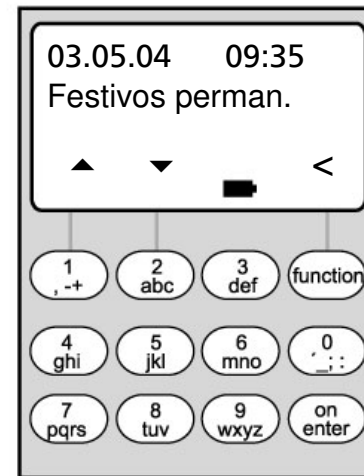 03.05.04 09:35
Festivos perman.
<
1 2 3 function
, -+ abc def
4 5 6 0
ghi jkl mno ´_; :
7 8 9 on
pqrs tuv wxyz enter